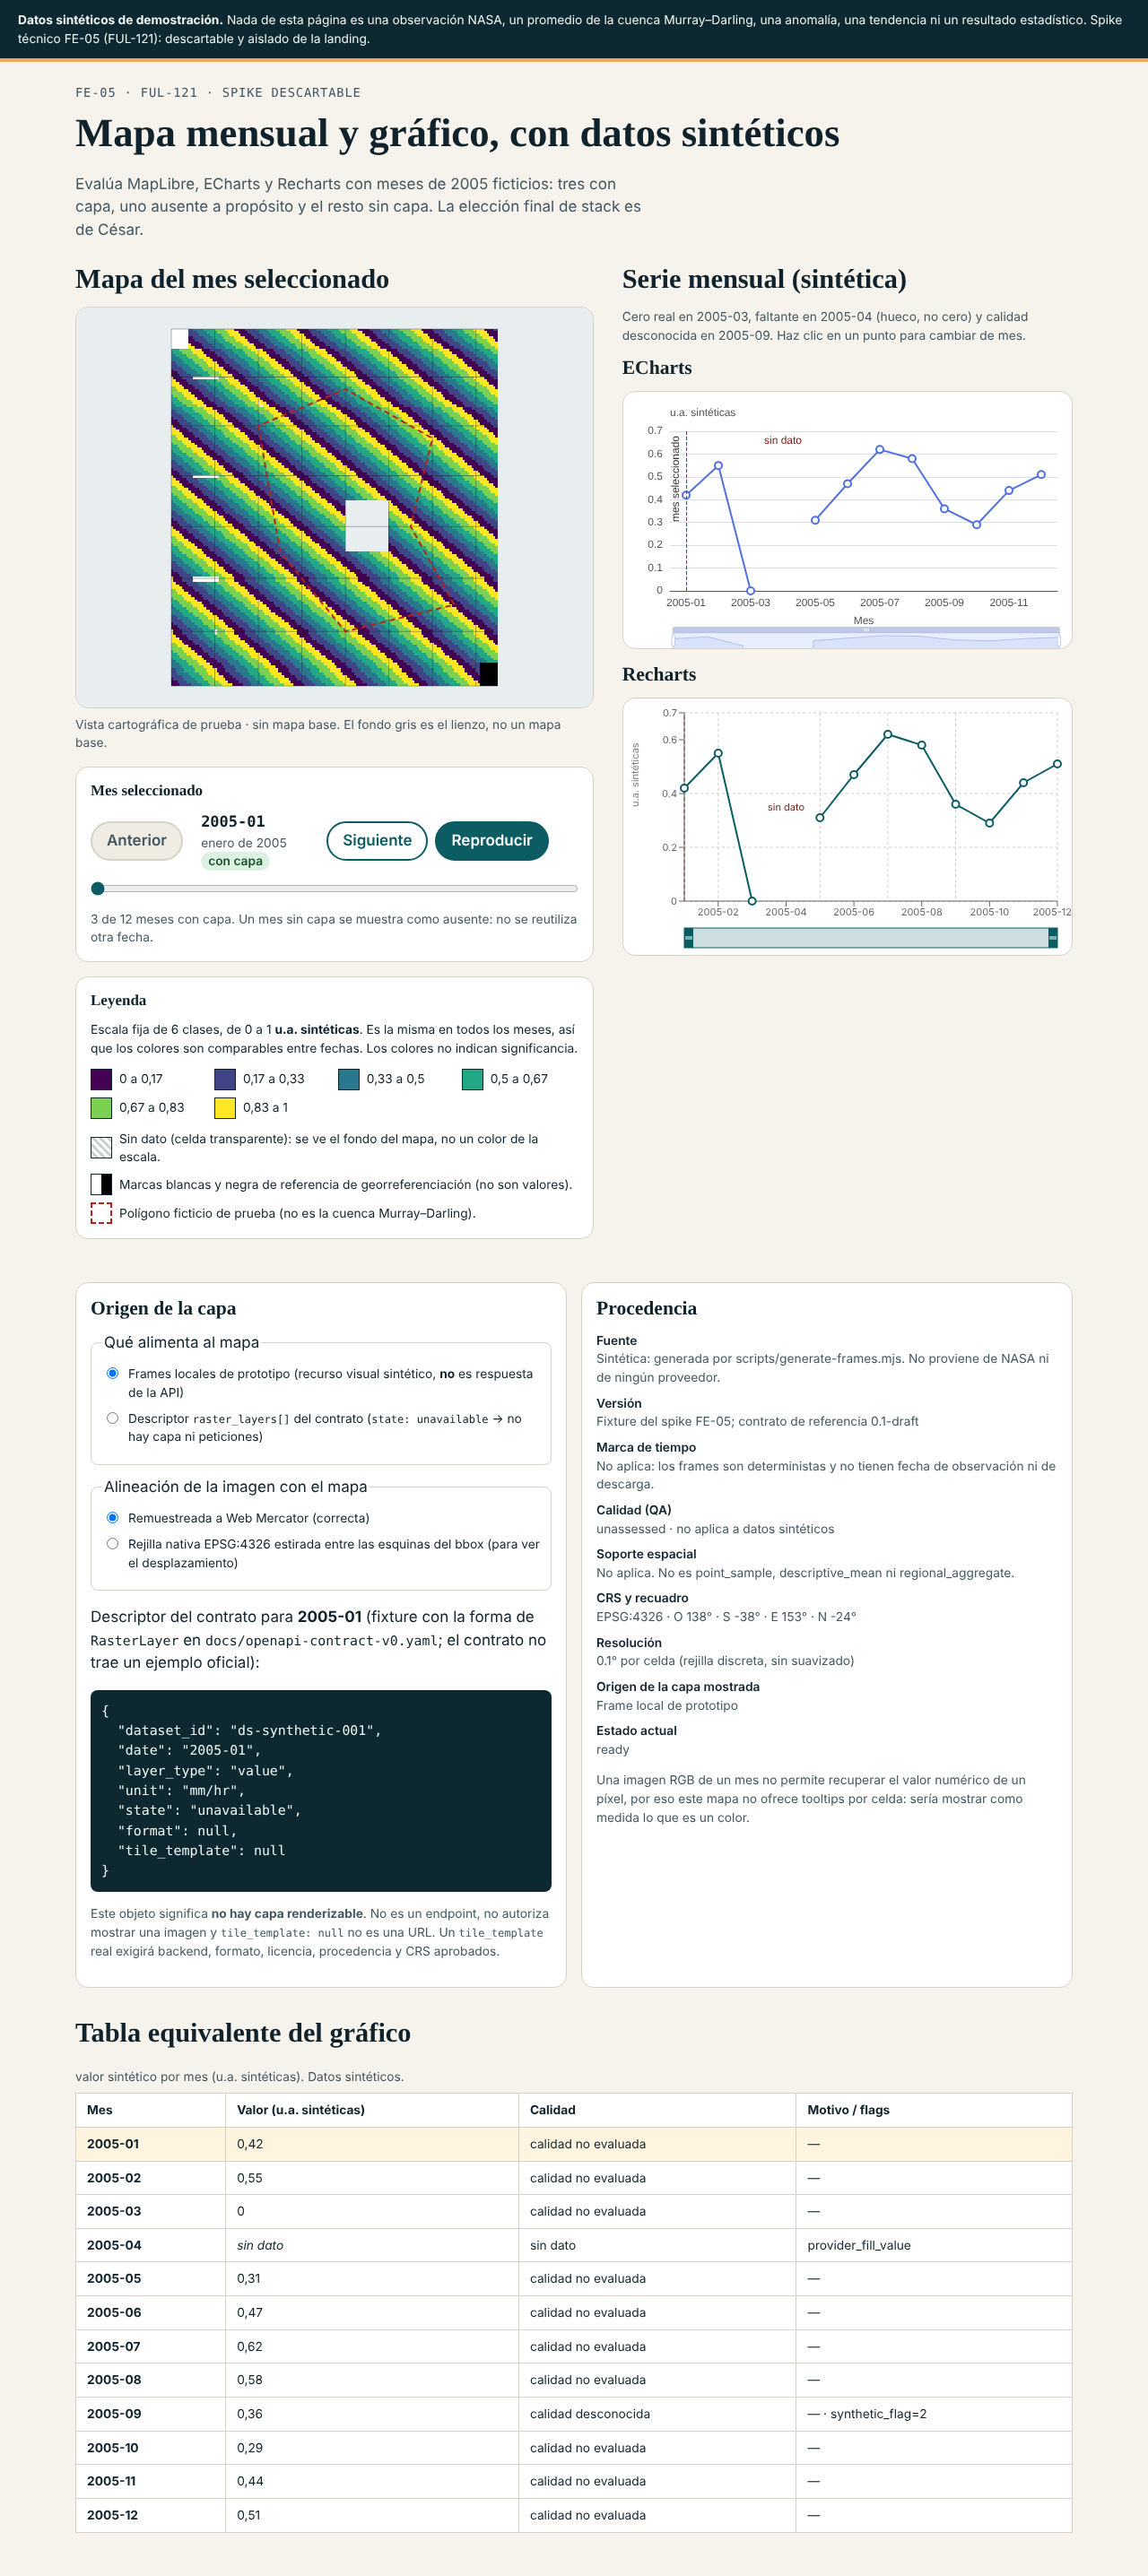 Datos sintéticos de demostración. Nada de esta página es una observación NASA, un promedio de la cuenca Murray–Darling, una anomalía, una tendencia ni un resultado estadístico. Spike
técnico FE-05 (FUL-121): descartable y aislado de la landing.
FE-05 · FUL-121 · SPIKE DESCARTABLE
Mapa mensual y gráfico, con datos sintéticos
Evalúa MapLibre, ECharts y Recharts con meses de 2005 ficticios: tres con
capa, uno ausente a propósito y el resto sin capa. La elección final de stack es
de César.
Mapa del mes seleccionado
Vista cartográfica de prueba · sin mapa base. El fondo gris es el lienzo, no un mapa
base.
Mes seleccionado
Anterior
2005-01
enero de 2005
con capa
Siguiente
Reproducir
3 de 12 meses con capa. Un mes sin capa se muestra como ausente: no se reutiliza
otra fecha.
Leyenda
Escala fija de 6 clases, de 0 a 1 u.a. sintéticas. Es la misma en todos los meses, así
que los colores son comparables entre fechas. Los colores no indican significancia.
0 a 0,17
0,17 a 0,33
0,33 a 0,5
0,5 a 0,67
0,67 a 0,83
0,83 a 1
Sin dato (celda transparente): se ve el fondo del mapa, no un color de la
escala.
Marcas blancas y negra de referencia de georreferenciación (no son valores).
Polígono ficticio de prueba (no es la cuenca Murray–Darling).
Serie mensual (sintética)
Cero real en 2005-03, faltante en 2005-04 (hueco, no cero) y calidad
desconocida en 2005-09. Haz clic en un punto para cambiar de mes.
ECharts
u.a. sintéticas
0.7
0.6
0.5
0.4
0.3
0.2
0.1
0
mes seleccionado
sin dato
2005-01
2005-03
2005-05
2005-07
2005-09
2005-11
Mes
Recharts
u.a. sintéticas
0.7
0.6
0.4
0.2
0
sin dato
2005-02
2005-04
2005-06
2005-08
2005-10
2005-12
Origen de la capa
Qué alimenta al mapa
Frames locales de prototipo (recurso visual sintético, no es respuesta
de la API)
Descriptor raster_layers[] del contrato (state: unavailable → no
hay capa ni peticiones)
Alineación de la imagen con el mapa
Remuestreada a Web Mercator (correcta)
Rejilla nativa EPSG:4326 estirada entre las esquinas del bbox (para ver
el desplazamiento)
Descriptor del contrato para 2005-01 (fixture con la forma de
RasterLayer en docs/openapi-contract-v0.yaml; el contrato no
trae un ejemplo oficial):
{
"dataset_id": "ds-synthetic-001",
"date": "2005-01",
"layer_type": "value",
"unit": "mm/hr",
"state": "unavailable",
"format": null,
"tile_template": null
}
Este objeto significa no hay capa renderizable. No es un endpoint, no autoriza
mostrar una imagen y tile_template: null no es una URL. Un tile_template
real exigirá backend, formato, licencia, procedencia y CRS aprobados.
Procedencia
Fuente
Sintética: generada por scripts/generate-frames.mjs. No proviene de NASA ni
de ningún proveedor.
Versión
Fixture del spike FE-05; contrato de referencia 0.1-draft
Marca de tiempo
No aplica: los frames son deterministas y no tienen fecha de observación ni de
descarga.
Calidad (QA)
unassessed · no aplica a datos sintéticos
Soporte espacial
No aplica. No es point_sample, descriptive_mean ni regional_aggregate.
CRS y recuadro
EPSG:4326 · O 138° · S -38° · E 153° · N -24°
Resolución
0.1° por celda (rejilla discreta, sin suavizado)
Origen de la capa mostrada
Frame local de prototipo
Estado actual
ready
Una imagen RGB de un mes no permite recuperar el valor numérico de un
píxel, por eso este mapa no ofrece tooltips por celda: sería mostrar como
medida lo que es un color.
Tabla equivalente del gráfico
valor sintético por mes (u.a. sintéticas). Datos sintéticos.
Mes Valor (u.a. sintéticas) Calidad Motivo / flags
2005-01 0,42 calidad no evaluada —
2005-02 0,55 calidad no evaluada —
2005-03 0 calidad no evaluada —
2005-04 sin dato sin dato provider_fill_value
2005-05 0,31 calidad no evaluada —
2005-06 0,47 calidad no evaluada —
2005-07 0,62 calidad no evaluada —
2005-08 0,58 calidad no evaluada —
2005-09 0,36 calidad desconocida — · synthetic_flag=2
2005-10 0,29 calidad no evaluada —
2005-11 0,44 calidad no evaluada —
2005-12 0,51 calidad no evaluada —